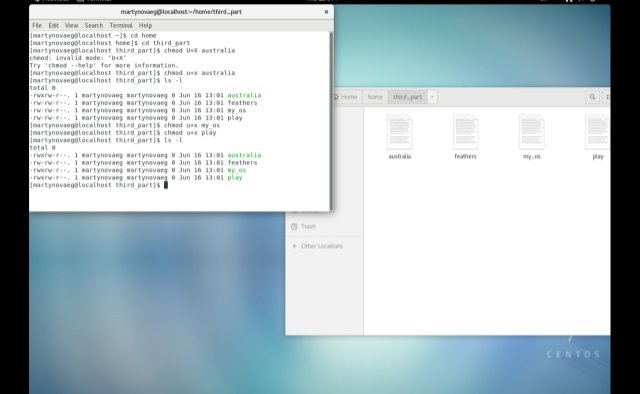 martynovaeg@localhost:~/home/third…part
×
File Edit View Search Terminal Help
[martynovaeg@localhost ~]$ cd home
[martynovaeg@localhost home]$ cd third_part
[martynovaeg@localhost third_part]$ chmod U+X australia
chmod: invalid mode: ‘U+X’
Try 'chmod --help' for more information.
[martynovaeg@localhost third_part]$ chmod u+x australia
[martynovaeg@localhost third_part]$ ls -l
total 0
-rwxrw-r--. 1 martynovaeg martynovaeg 0 Jun 16 13:01 australia
-rw-rw-r--. 1 martynovaeg martynovaeg 0 Jun 16 13:01 feathers
-rw-rw-r--. 1 martynovaeg martynovaeg 0 Jun 16 13:01 my_os
-rw-rw-r--. 1 martynovaeg martynovaeg 0 Jun 16 13:01 play
[martynovaeg@localhost third_part]$ chmod u+x my_os
[martynovaeg@localhost third_part]$ chmod u+x play
[martynovaeg@localhost third_part]$ ls -l
total 0
-rwxrw-r--. 1 martynovaeg martynovaeg 0 Jun 16 13:01 australia
-rw-rw-r--. 1 martynovaeg martynovaeg 0 Jun 16 13:01 feathers
-rwxrw-r--. 1 martynovaeg martynovaeg 0 Jun 16 13:01 my_os
-rwxrw-r--. 1 martynovaeg martynovaeg 0 Jun 16 13:01 play
[martynovaeg@localhost third_part]$
Home home third…part
australia feathers my_os play
Trash
+ Other Locations
CENTOS